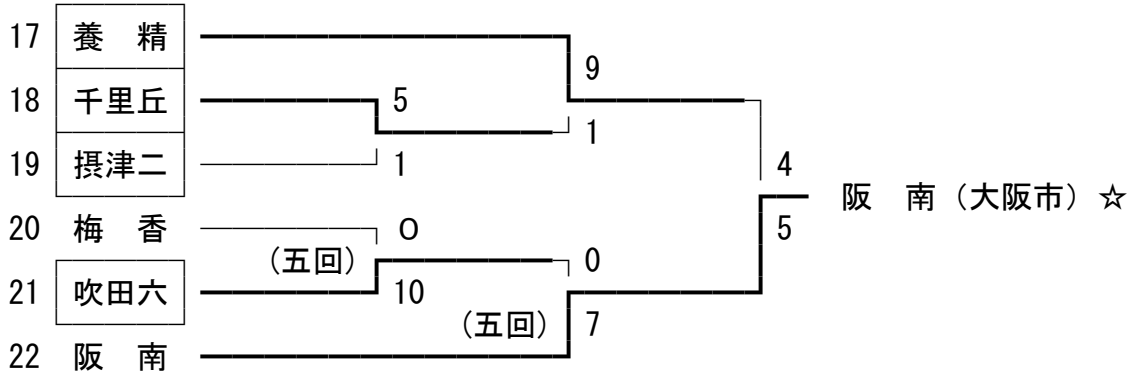 17 養 精
9
18 千里丘 5
1
19 摂津二 1 4
阪 南（大阪市）☆
20 梅 香 0 5
（五回） 0
21 吹田六 10
（五回） 7
22 阪 南